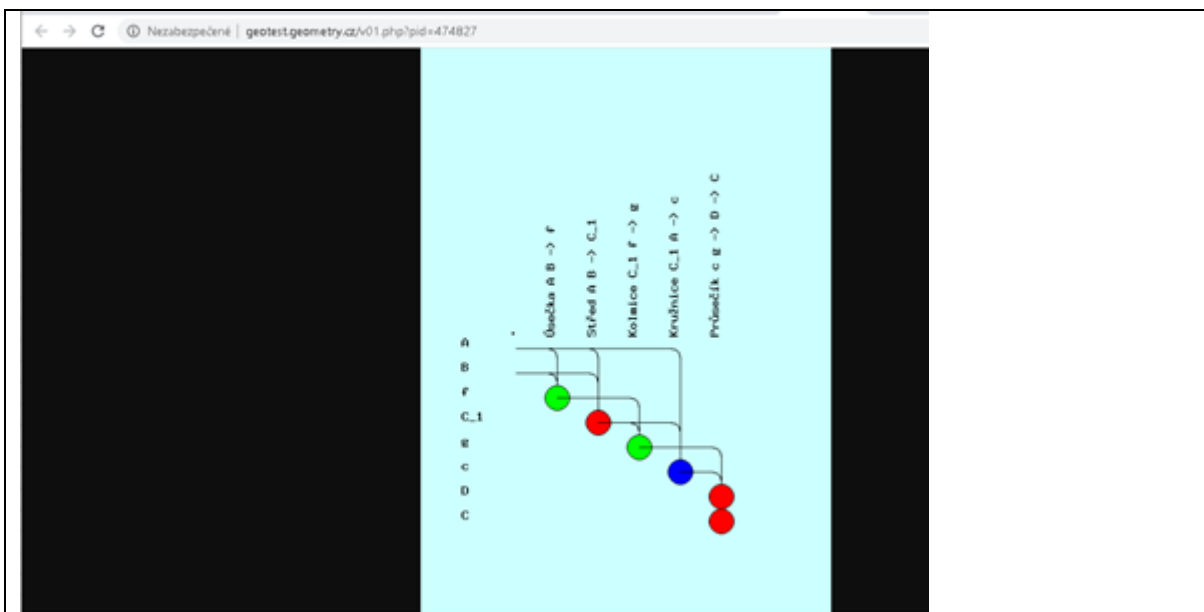 Nezabezpečené | geotest.geometry.cz/v01.php?pid=474827
Úsečka A B -> f
Střed A B -> C_1
Kolmice C_1 f -> g
Kružnice C_1 A -> c
Průsečík c g -> D -> C
A
B
f
C_1
g
c
D
C